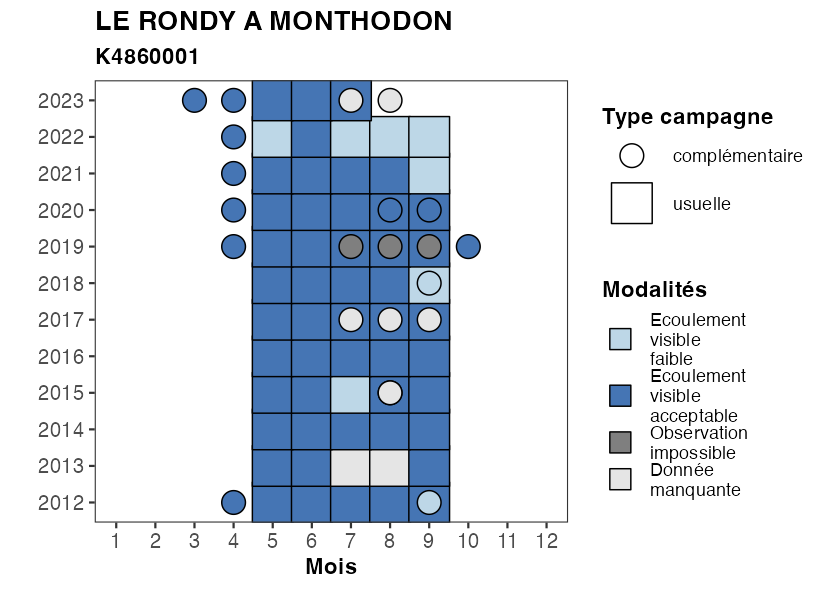 LE RONDY A MONTHODON
K4860001
2023
2022
2021
2020
2019
2018
2017
2016
2015
2014
2013
2012
1 2 3 4 5 6 7 8 9 10 11 12
Mois
Type campagne
complémentaire
usuelle
Modalités
Ecoulement
visible
faible
Ecoulement
visible
acceptable
Observation
impossible
Donnée
manquante